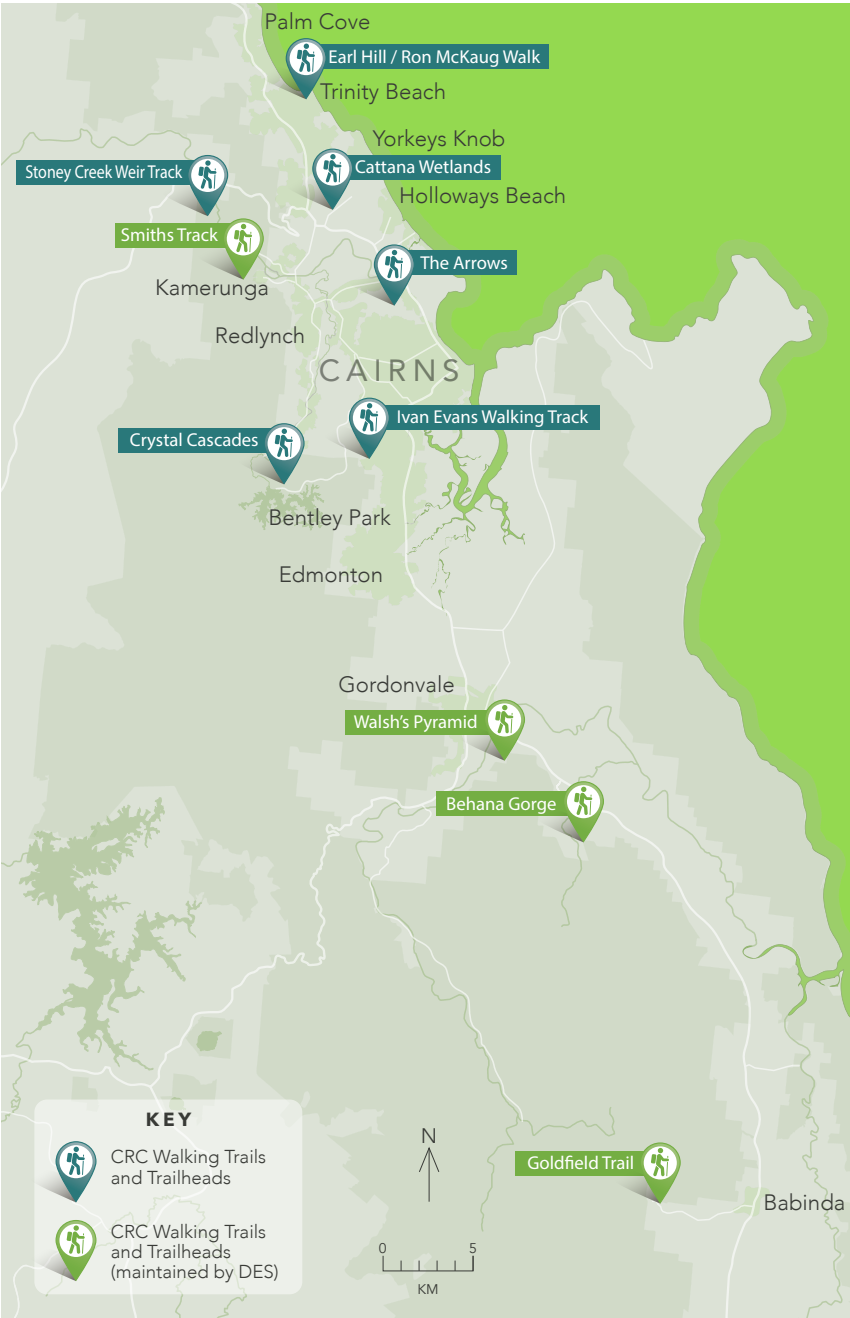 Palm Cove
Earl Hill / Ron McKaug Walk
Trinity Beach
Yorkeys Knob
Stoney Creek Weir Track
Cattana Wetlands
Holloways Beach
Smiths Track
The Arrows
Kamerunga
Redlynch
CAIRNS
Ivan Evans Walking Track
Crystal Cascades
Bentley Park
Edmonton
Gordonvale
Walsh's Pyramid
Behana Gorge
KEY
CRC Walking Trails
and Trailheads
CRC Walking Trails
and Trailheads
(maintained by DES)
N
0 5
KM
Goldfield Trail
Babinda